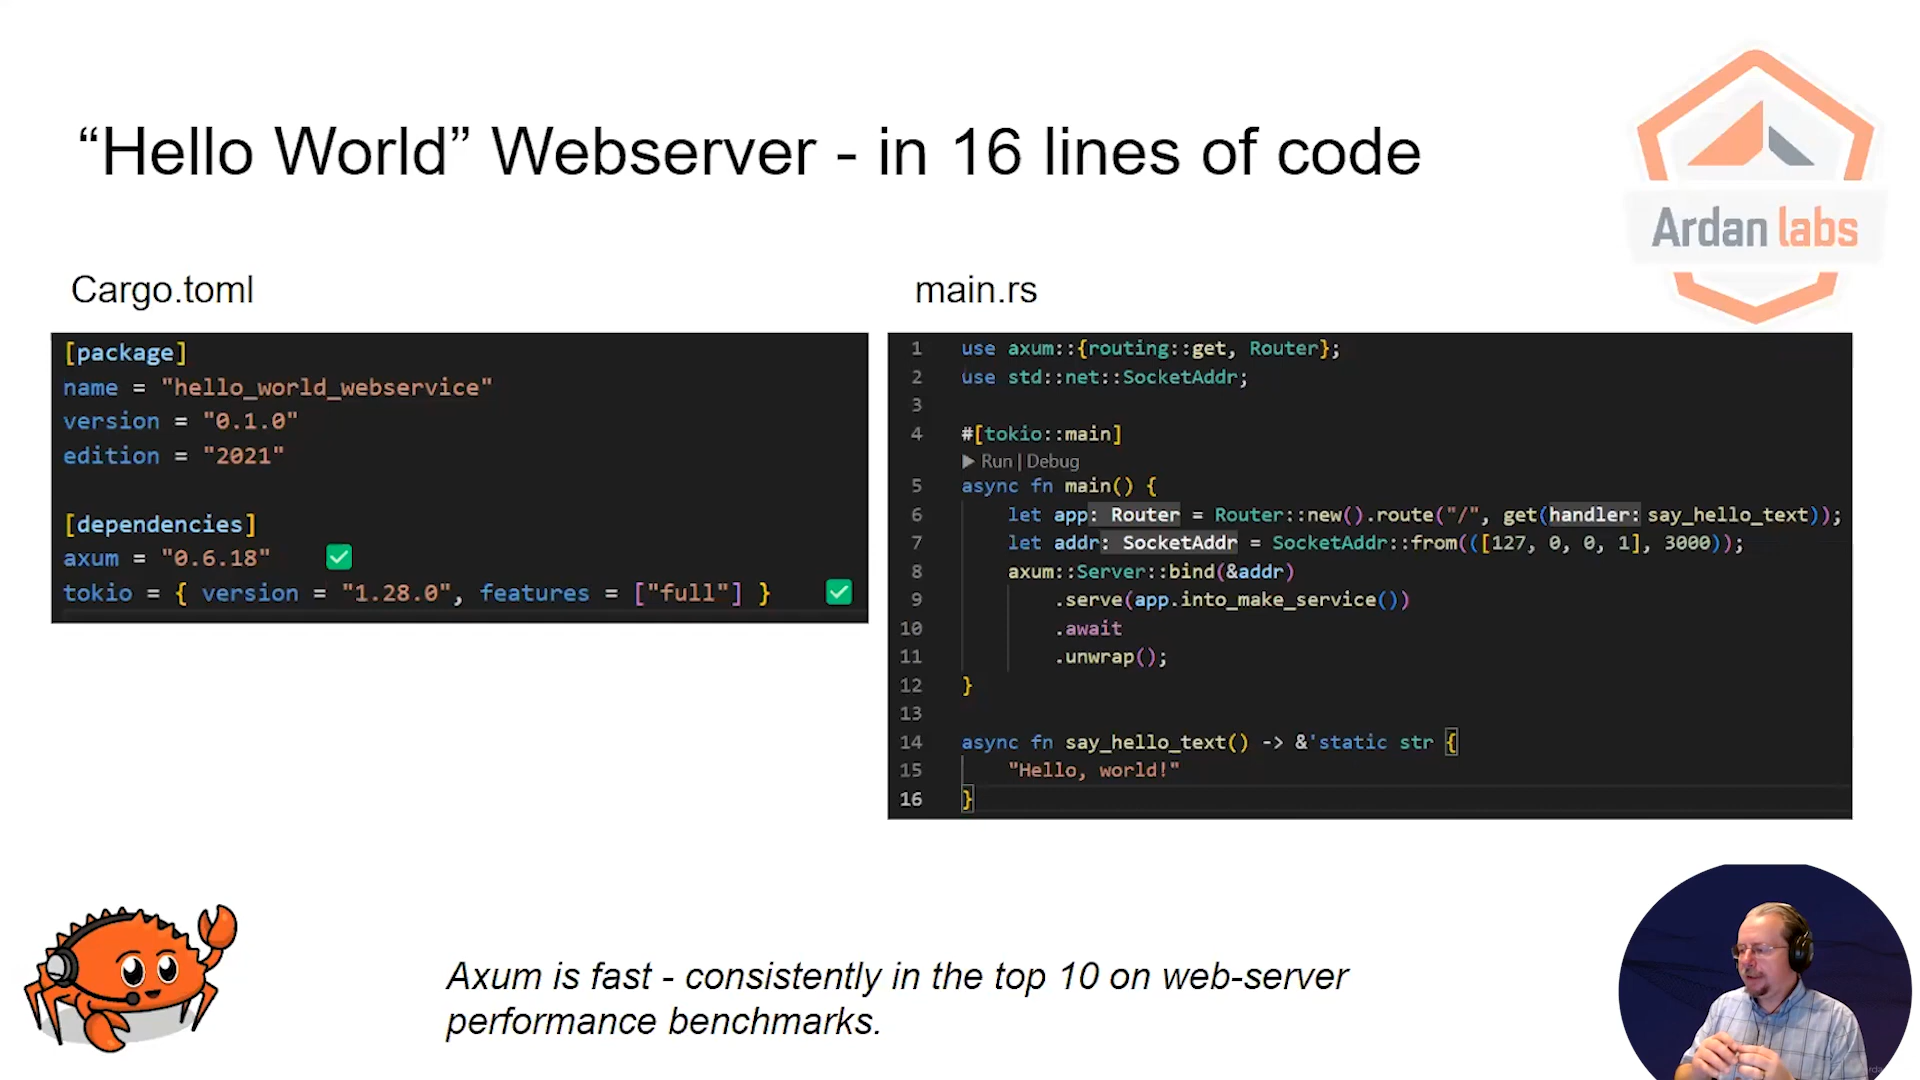 “Hello World” Webserver - in 16 lines of code
Ardan labs
Cargo.toml
[package]
name = "hello_world_webservice"
version = "0.1.0"
edition = "2021"
[dependencies]
axum = "0.6.18"
tokio = { version = "1.28.0", features = ["full"] }
main.rs
1 use axum::{routing::get, Router};
2 use std::net::SocketAddr;
3
4 #[tokio::main]
Run | Debug
5 async fn main() {
6 let app: Router = Router::new().route("/", get(handler: say_hello_text));
7 let addr: SocketAddr = SocketAddr::from(([127, 0, 0, 1], 3000));
8 axum::Server::bind(&addr)
9 .serve(app.into_make_service())
10 .await
11 .unwrap();
12 }
13
14 async fn say_hello_text() -> &'static str {
15 "Hello, world!"
16 }
Axum is fast - consistently in the top 10 on web-server
performance benchmarks.